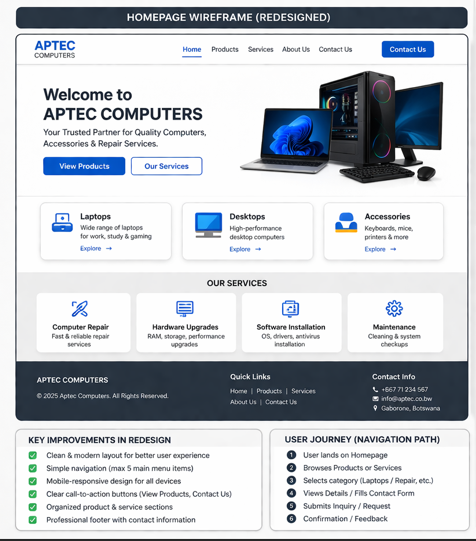 HOMEPAGE WIREFRAME (REDESIGNED)
APTEC
COMPUTERS
Home
Products
Services
About Us
Contact Us
Contact Us
Welcome to
APTEC COMPUTERS
Your Trusted Partner for Quality Computers,
Accessories & Repair Services.
View Products
Our Services
Laptops
Wide range of laptops
for work, study & gaming
Explore →
Desktops
High-performance
desktop computers
Explore →
Accessories
Keyboards, mice,
printers & more
Explore →
OUR SERVICES
Computer Repair
Fast & reliable repair
services
Hardware Upgrades
RAM, storage, performance
upgrades
Software Installation
OS, drivers, antivirus
installation
Maintenance
Cleaning & system
checkups
APTEC COMPUTERS
© 2025 Aptec Computers. All Rights Reserved.
Quick Links
Home | Products | Services
About Us | Contact Us
Contact Info
+667 71 234 567
info@aptec.co.bw
Gaborone, Botswana
KEY IMPROVEMENTS IN REDESIGN
Clean & modern layout for better user experience
Simple navigation (max 5 main menu items)
Mobile-responsive design for all devices
Clear call-to-action buttons (View Products, Contact Us)
Organized product & service sections
Professional footer with contact information
USER JOURNEY (NAVIGATION PATH)
1 User lands on Homepage
2 Browses Products or Services
3 Selects category (Laptops / Repair, etc.)
4 Views Details / Fills Contact Form
5 Submits Inquiry / Request
6 Confirmation / Feedback